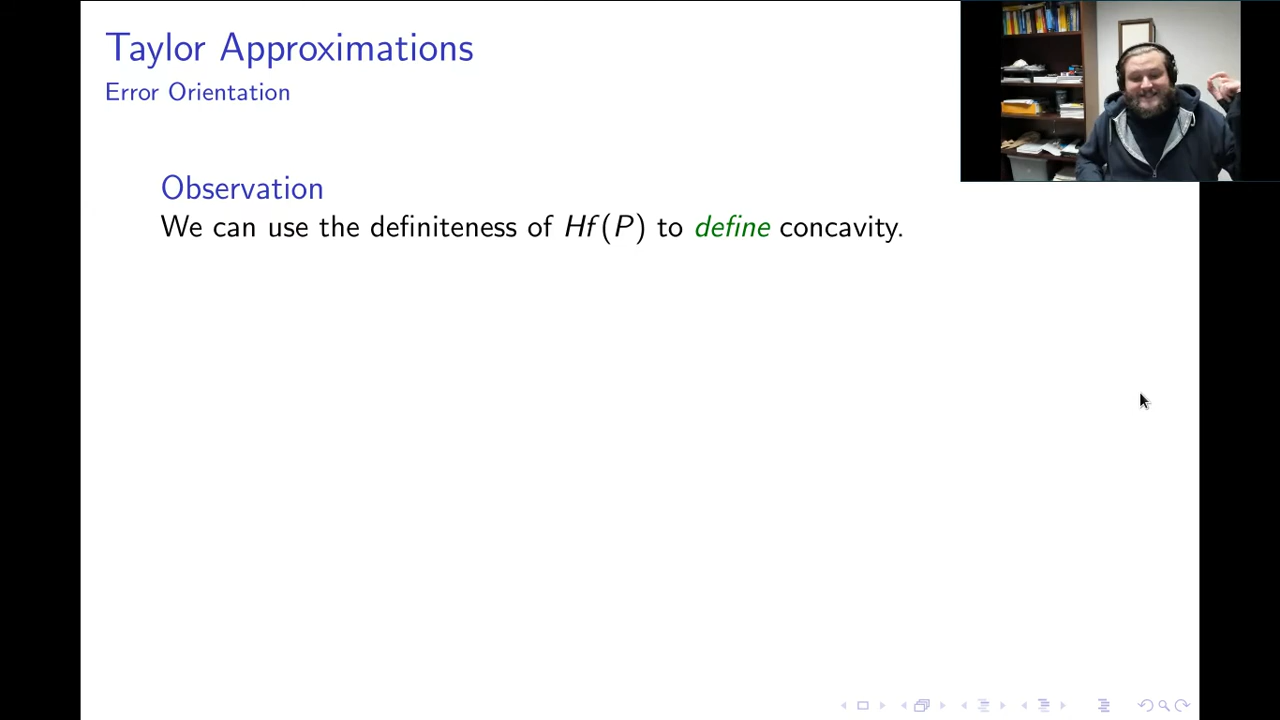 Taylor Approximations
Error Orientation
Observation
We can use the definiteness of Hf(P) to define concavity.